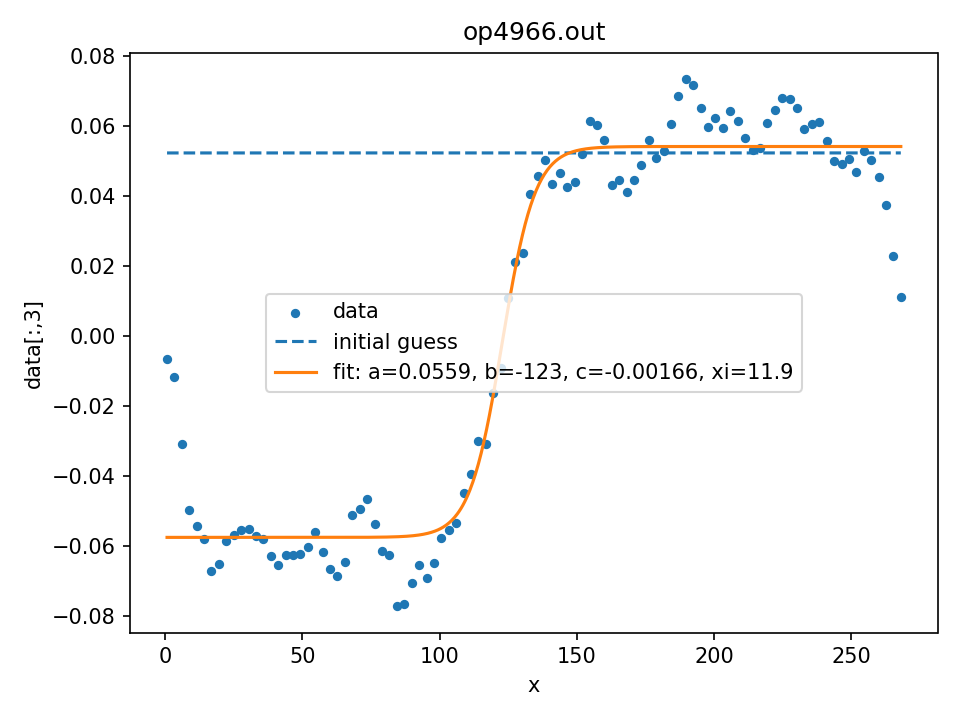 op4966.out
0.08
0.06
0.04
0.02
0.00
−0.02
−0.04
−0.06
−0.08
data[:,3]
data
initial guess
fit: a=0.0559, b=-123, c=-0.00166, xi=11.9
0 50 100 150 200 250
x